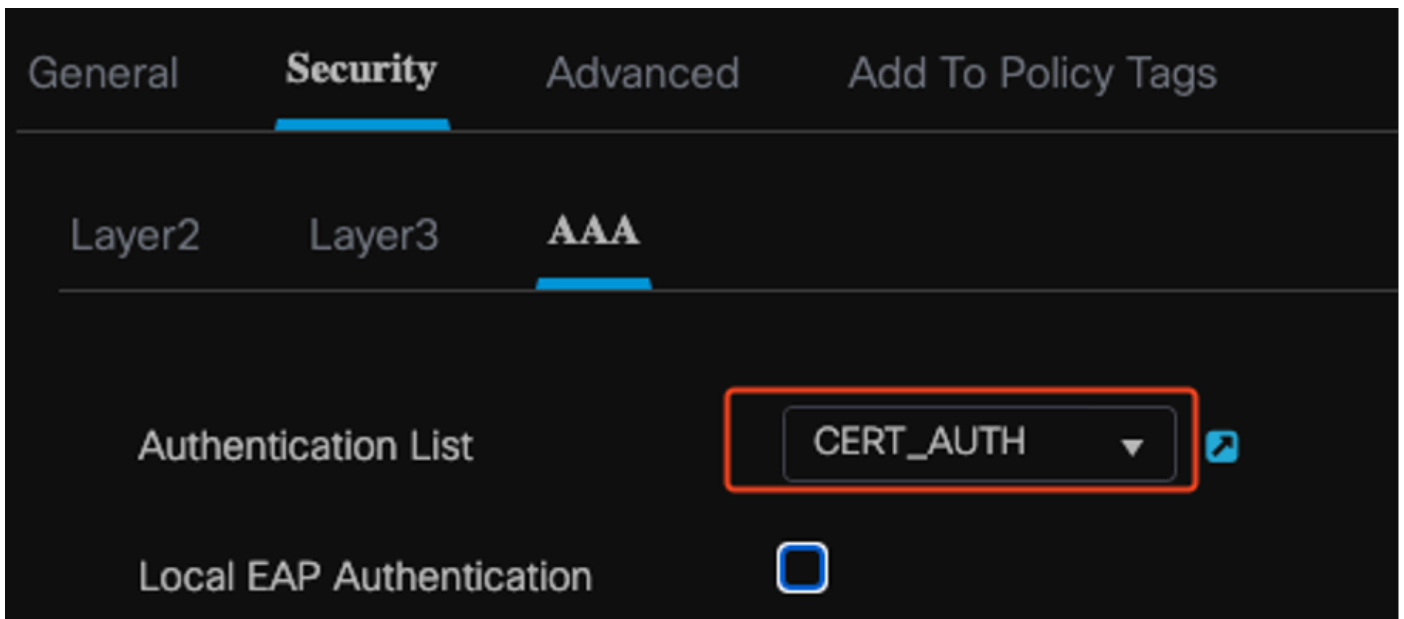 General Security Advanced Add To Policy Tags
Layer2 Layer3 AAA
Authentication List CERT_AUTH
Local EAP Authentication